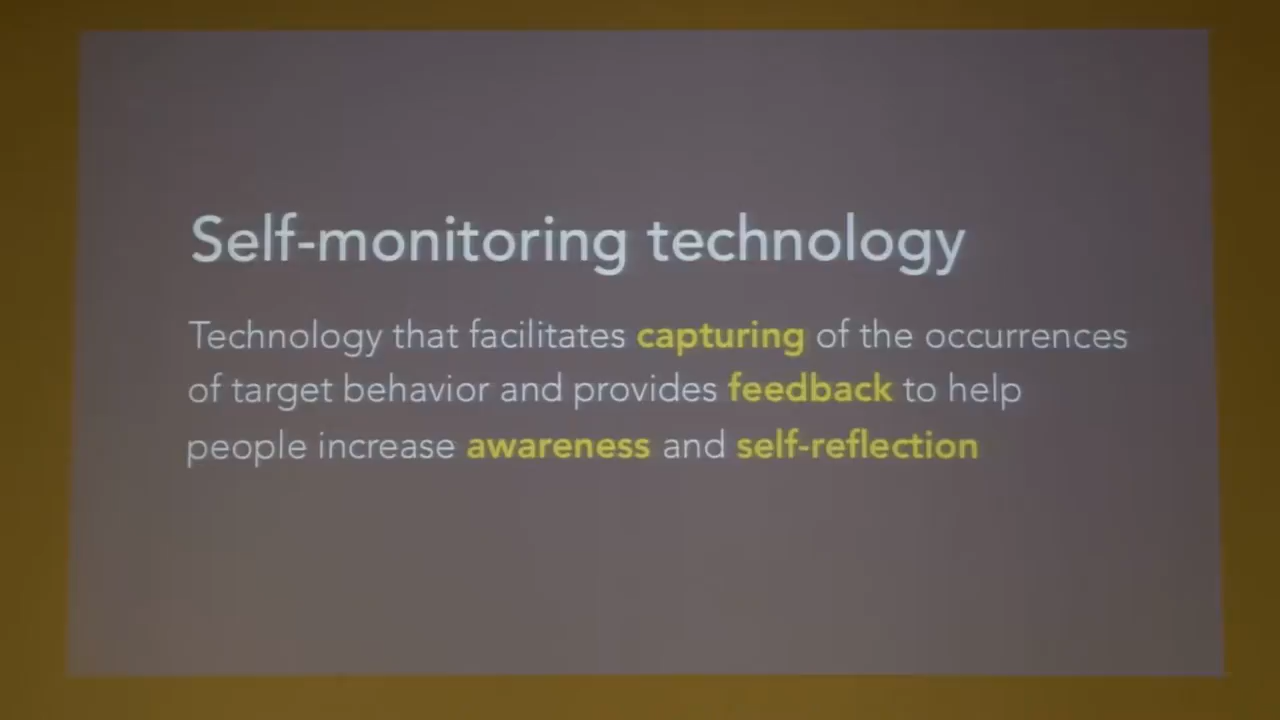 Self-monitoring technology
Technology that facilitates capturing of the occurrences
of target behavior and provides feedback to help
people increase awareness and self-reflection